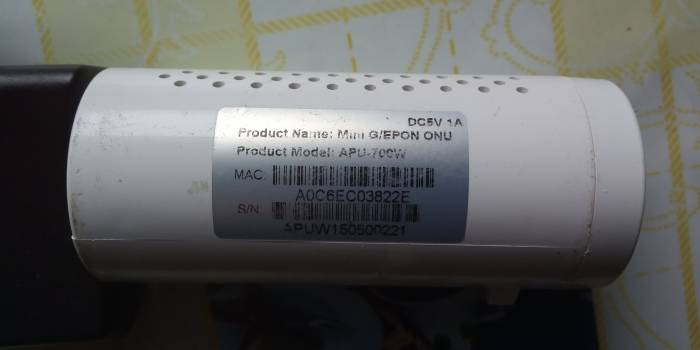 DC5V 1A
Product Name: Mini G/EPON ONU
Product Model: APU-700W
MAC
A0C6EC03822E
S/N
APUW150500221